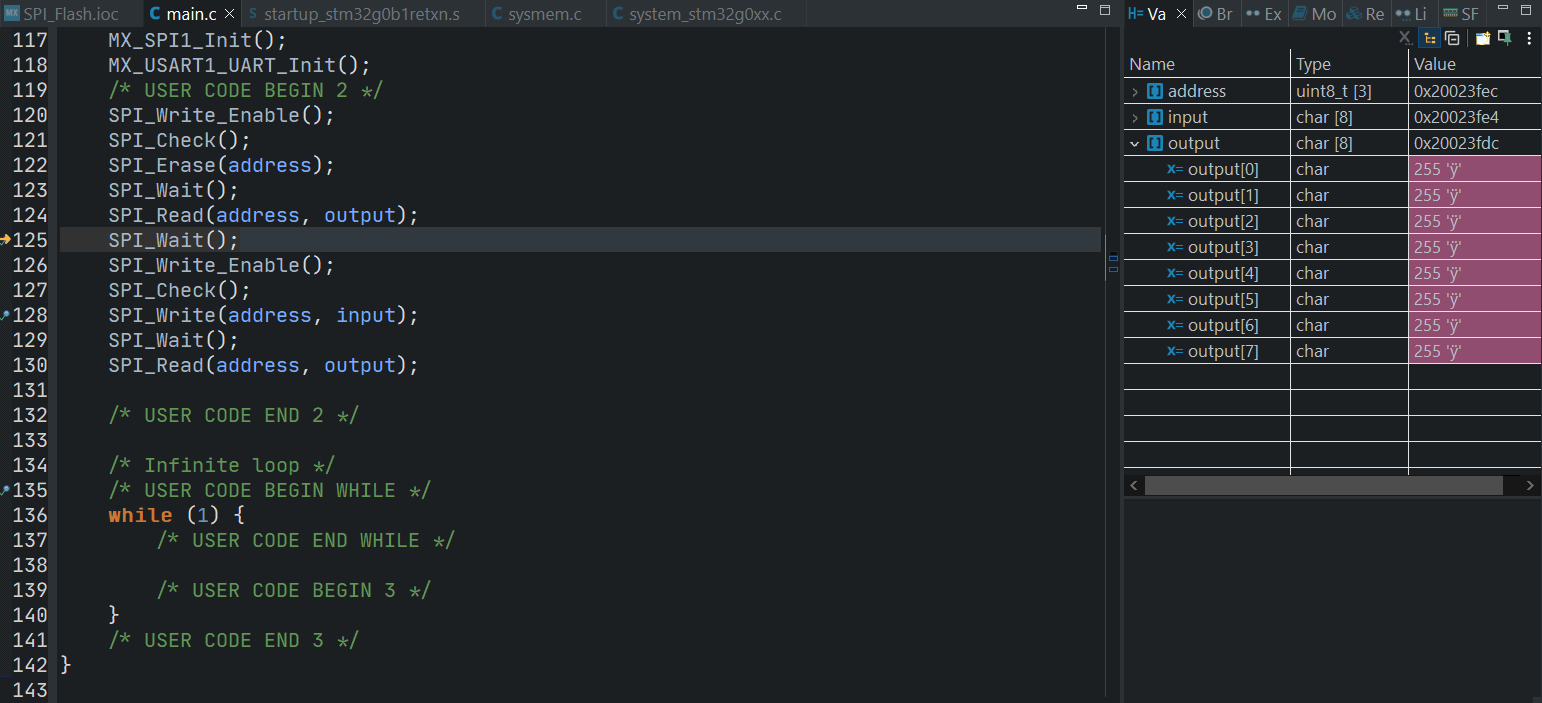 MX SPI_Flash.ioc C main.c S startup_stm32g0b1retxn.s C sysmem.c C system_stm32g0xx.c
117 MX_SPI1_Init();
118 MX_USART1_UART_Init();
119 /* USER CODE BEGIN 2 */
120 SPI_Write_Enable();
121 SPI_Check();
122 SPI_Erase(address);
123 SPI_Wait();
124 SPI_Read(address, output);
125 SPI_Wait();
126 SPI_Write_Enable();
127 SPI_Check();
128 SPI_Write(address, input);
129 SPI_Wait();
130 SPI_Read(address, output);
131
132 /* USER CODE END 2 */
133
134 /* Infinite loop */
135 /* USER CODE BEGIN WHILE */
136 while (1) {
137 /* USER CODE END WHILE */
138
139 /* USER CODE BEGIN 3 */
140 }
141 /* USER CODE END 3 */
142 }
143
Va Br Ex Mo Re Li SF
Name Type Value
address uint8_t [3] 0x20023fec
input char [8] 0x20023fe4
output char [8] 0x20023fdc
output[0] char 255 'ÿ'
output[1] char 255 'ÿ'
output[2] char 255 'ÿ'
output[3] char 255 'ÿ'
output[4] char 255 'ÿ'
output[5] char 255 'ÿ'
output[6] char 255 'ÿ'
output[7] char 255 'ÿ'